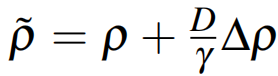 ρ̃ = ρ + D/γ Δρ